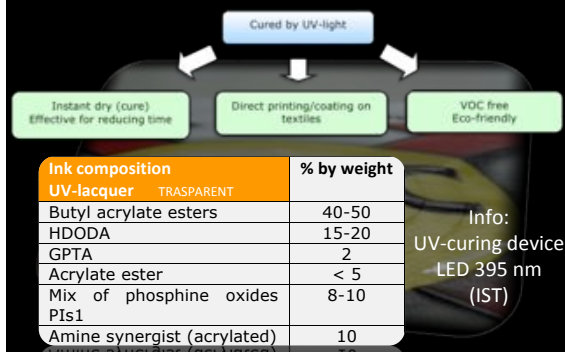 Cured by UV-light
Instant dry (cure)
Effective for reducing time
Direct printing/coating on
textiles
VOC free
Eco-friendly
Ink composition
UV-lacquer TRASPARENT
% by weight
Butyl acrylate esters 40-50
HDODA 15-20
GPTA 2
Acrylate ester < 5
Mix of phosphine oxides 8-10
PIs1
Amine synergist (acrylated) 10
Info:
UV-curing device
LED 395 nm
(IST)